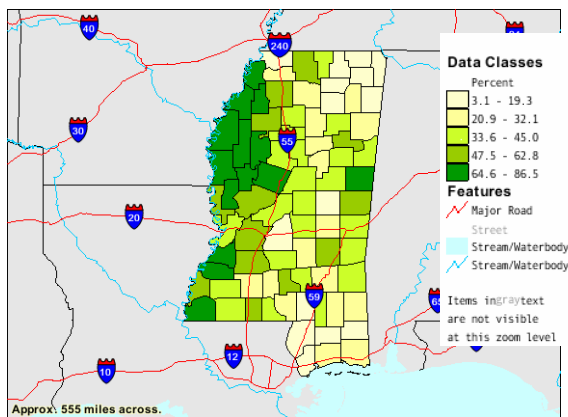 40
240
30
55
20
59
65
10
12
Data Classes
Percent
3.1 - 19.3
20.9 - 32.1
33.6 - 45.0
47.5 - 62.8
64.6 - 86.5
Features
Major Road
Street
Stream/Waterbody
Stream/Waterbody
Items in gray text
are not visible
at this zoom level
Approx. 555 miles across.